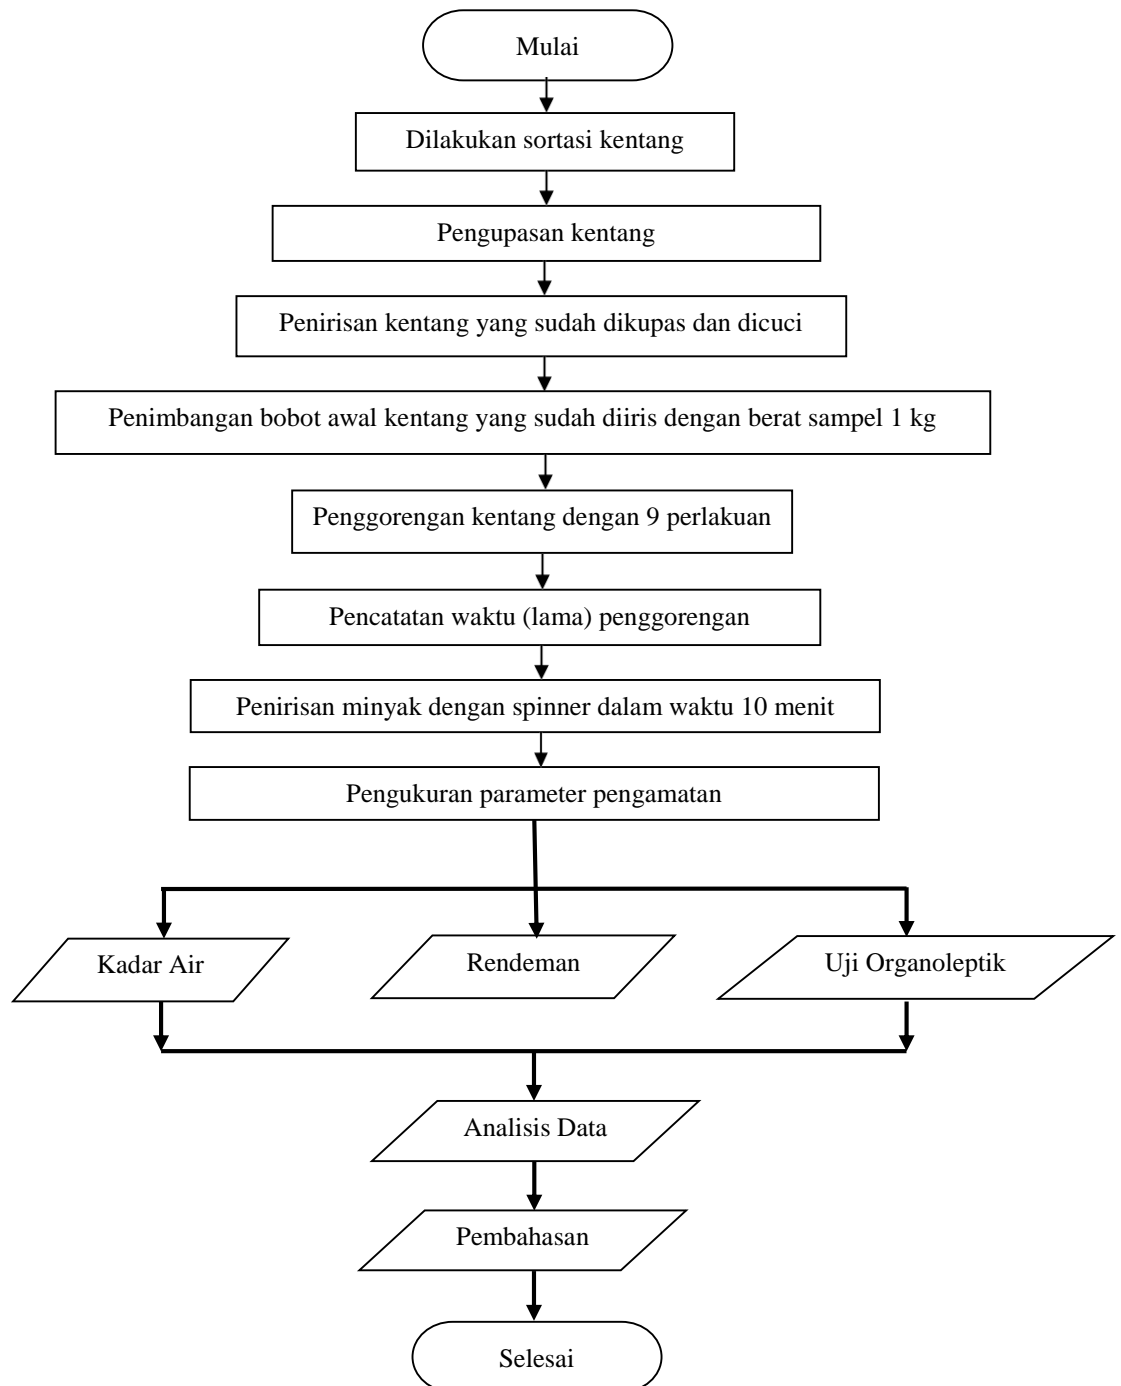 Mulai
Dilakukan sortasi kentang
Pengupasan kentang
Penirisan kentang yang sudah dikupas dan dicuci
Penimbangan bobot awal kentang yang sudah diiris dengan berat sampel 1 kg
Penggorengan kentang dengan 9 perlakuan
Pencatatan waktu (lama) penggorengan
Penirisan minyak dengan spinner dalam waktu 10 menit
Pengukuran parameter pengamatan
Kadar Air
Rendeman
Uji Organoleptik
Analisis Data
Pembahasan
Selesai